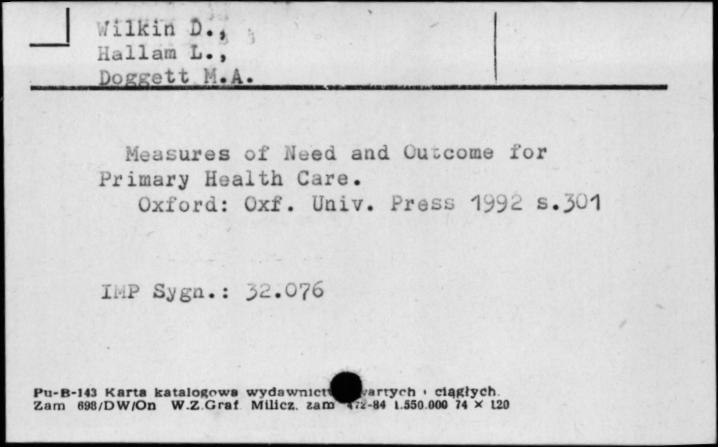 Wilkin D.,
Hallam L.,
Doggett M.A.
Measures of Need and Outcome for
Primary Health Care.
Oxford: Oxf. Univ. Press 1992 s.301
IMP Sygn.: 32.076
Pu-B-143 Karta katalogowa ciągłych.
Zam 698/DW/On W.Z.Graf. Milicz. zam 1.550.000 74 × 120